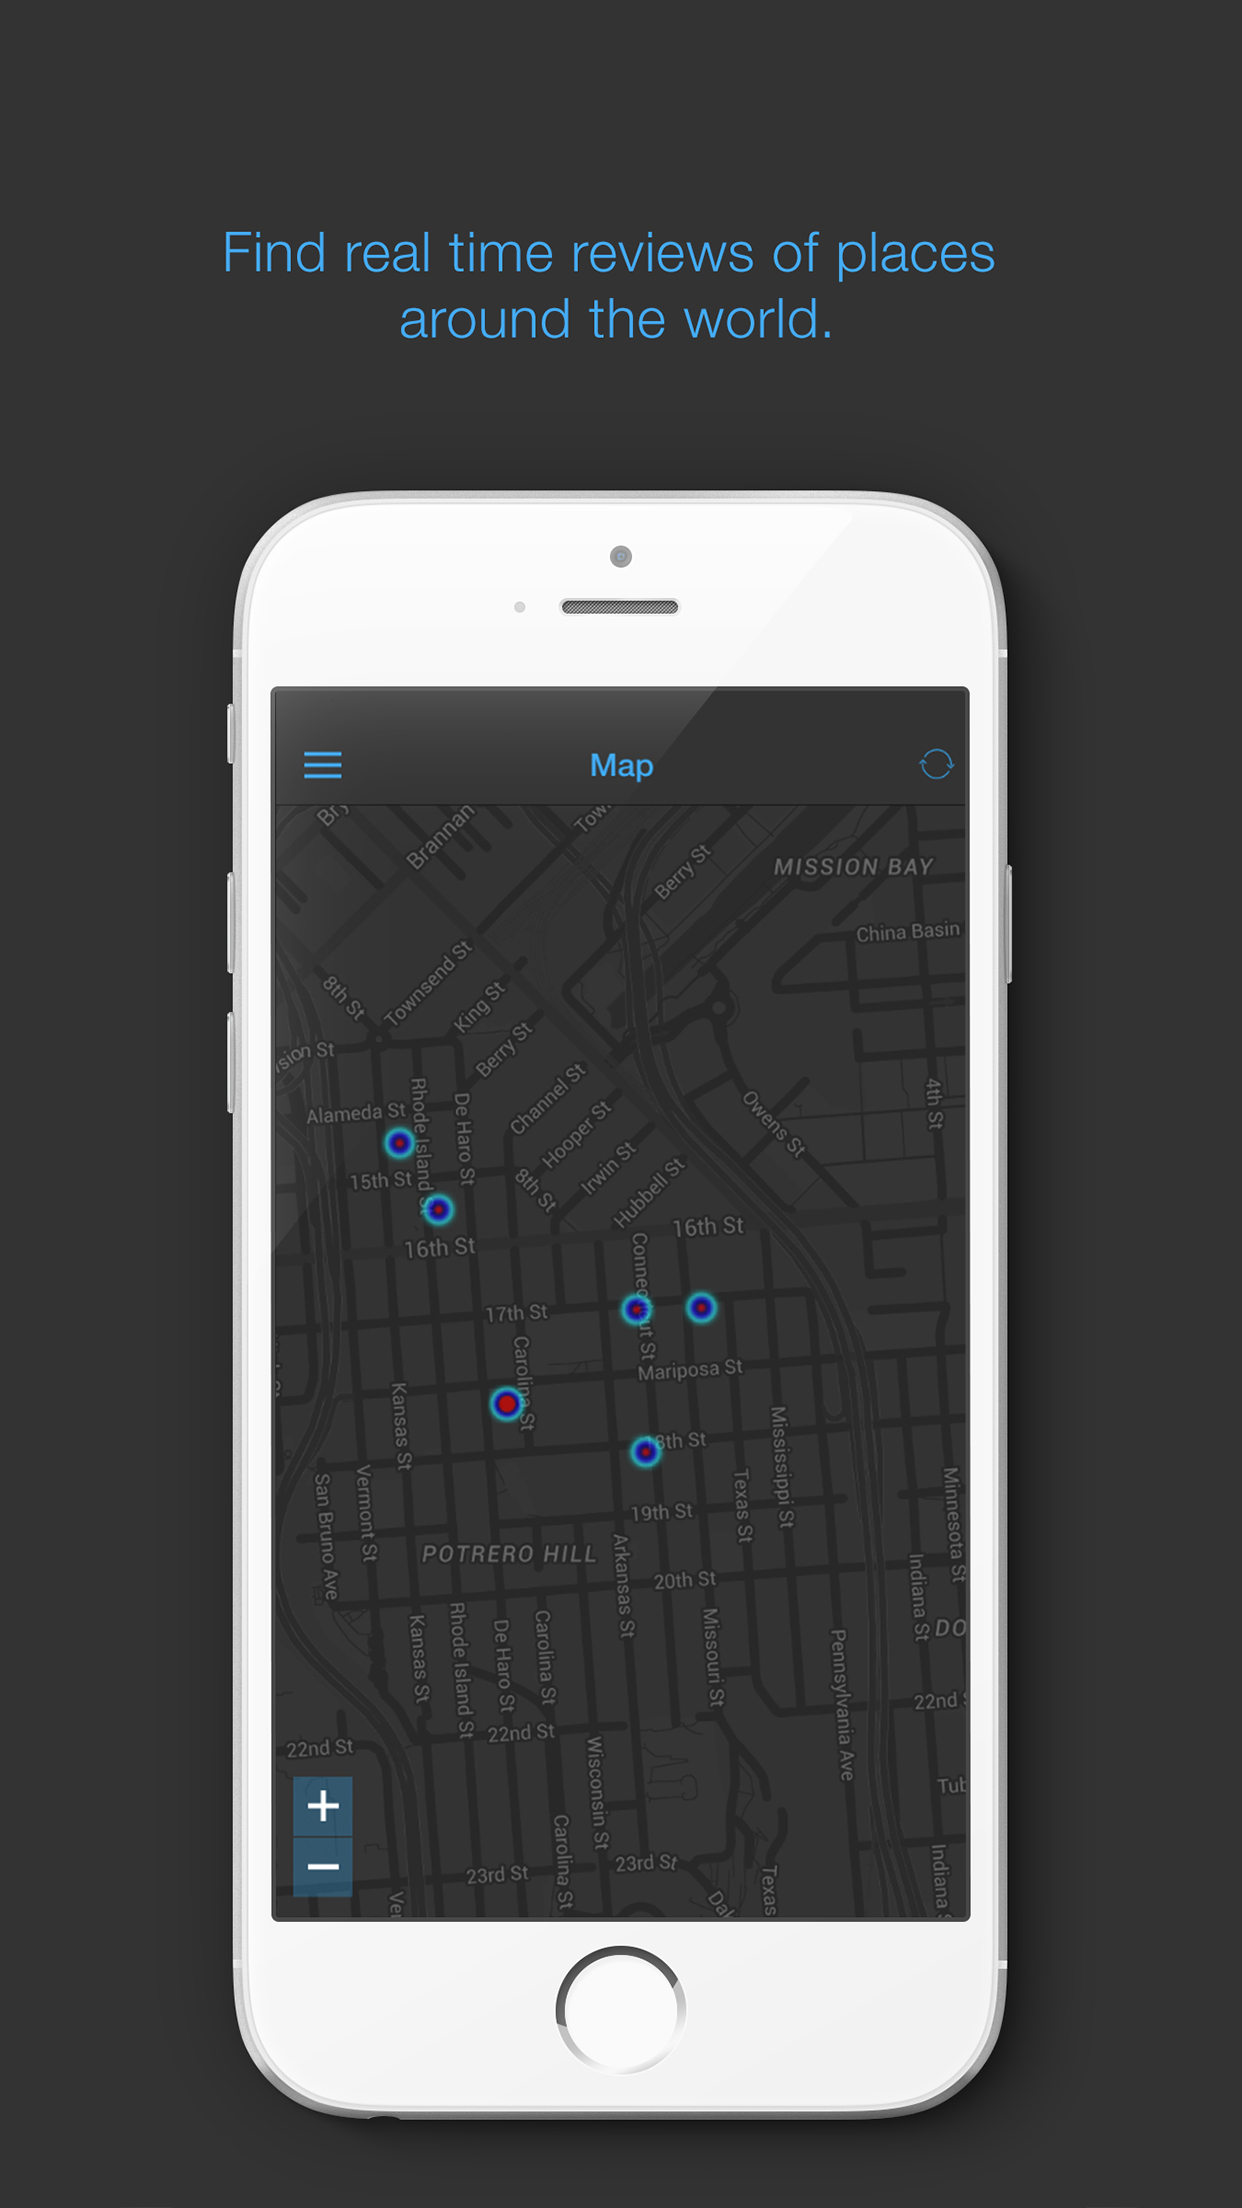 Find real time reviews of places
around the world.
Map
Brannan
Berry St
MISSION BAY
China Basin
8th St
Townsend St
King St
Berry St
Alameda St
Rhode Island St
De Haro St
Channel St
Hooper St
Irwin St
Hubbell St
8th St
Owens St
4th St
15th St
16th St
16th St
17th St
Connecticut St
Carolina St
Mariposa St
Kansas St
18th St
Mississippi St
San Bruno Ave
Vermont St
19th St
Texas St
Minnesota St
POTRERO HILL
Arkansas St
20th St
Indiana St
DO
Kansas St
Rhode Island St
De Haro St
Carolina St
Missouri St
Pennsylvania Ave
22nd S
22nd St
22nd St
Wisconsin St
Tub
+
−
23rd St
Carolina St
23rd St
Texas
Indiana S